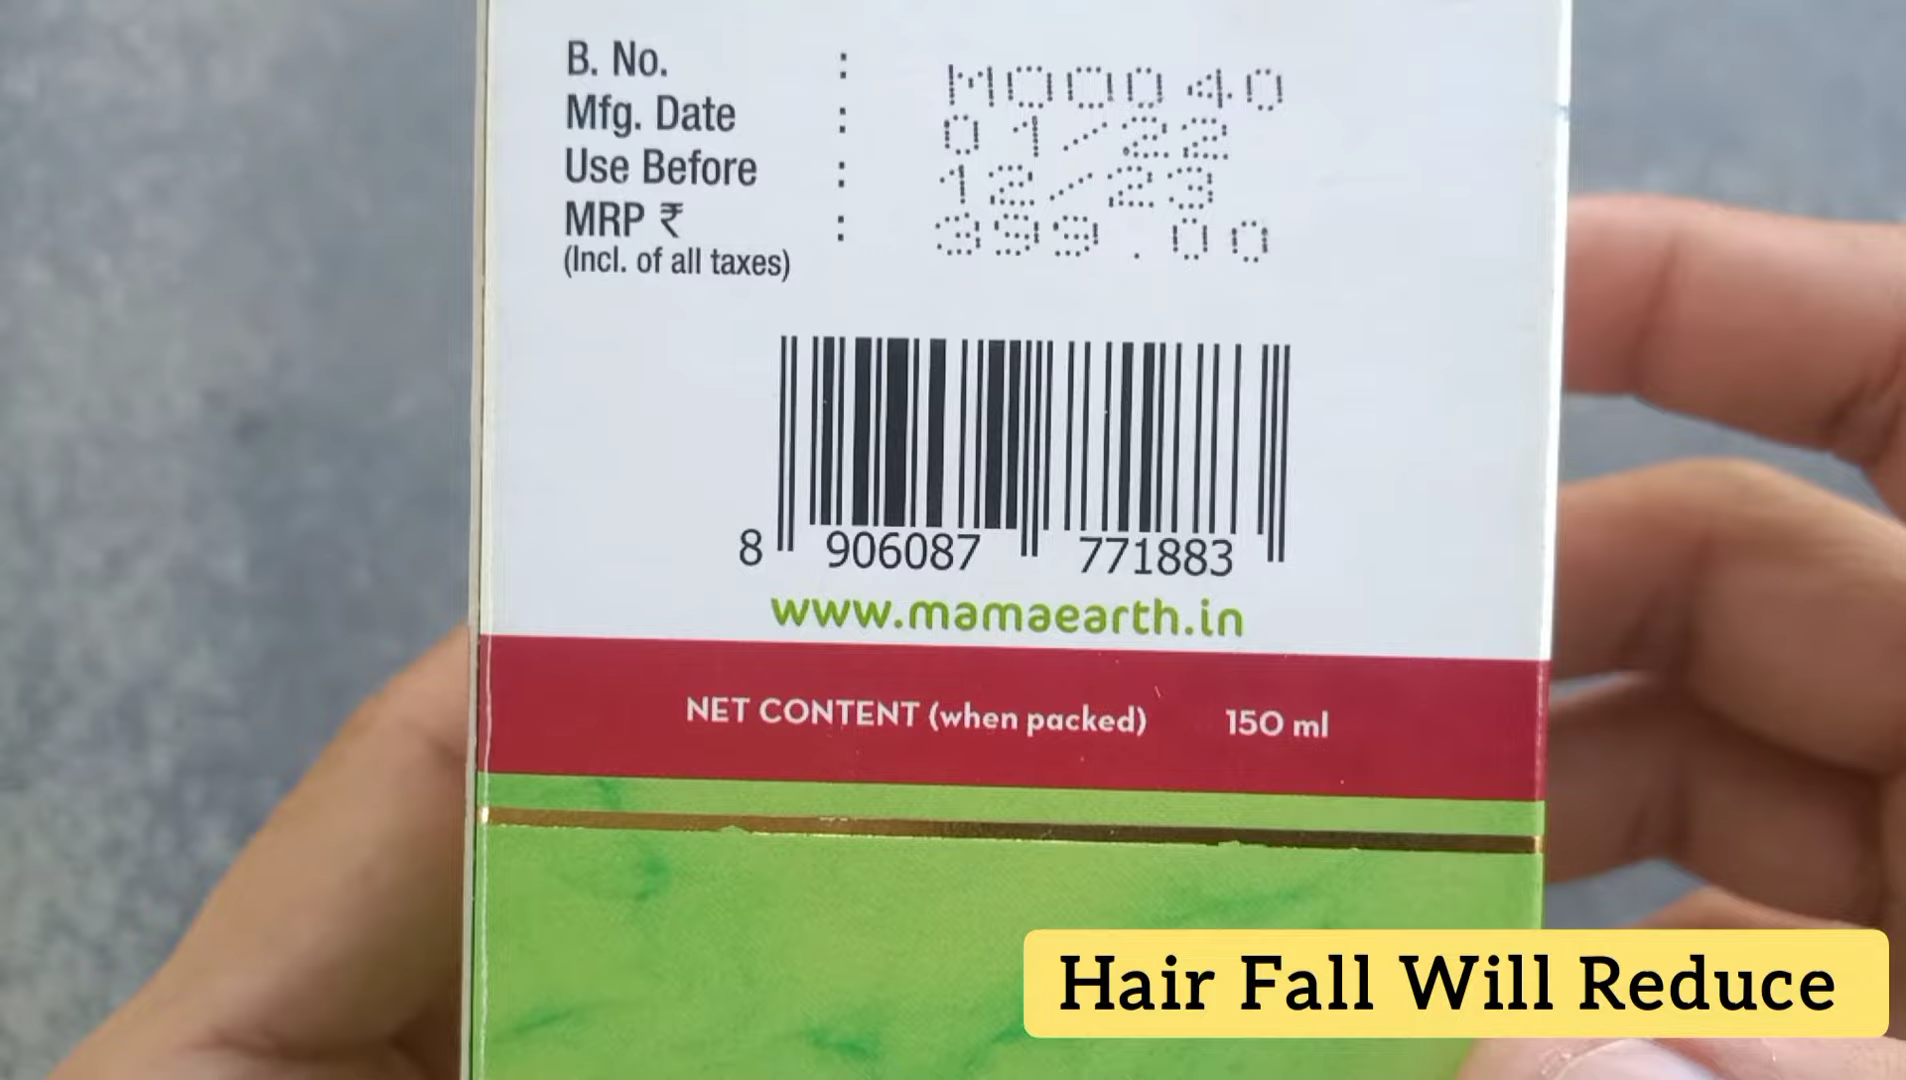 B. No. : M00040
Mfg. Date : 01/22
Use Before : 12/23
MRP ₹ : 399.00
(Incl. of all taxes)
8 906087 771883
www.mamaearth.in
NET CONTENT (when packed) 150 ml
Hair Fall Will Reduce